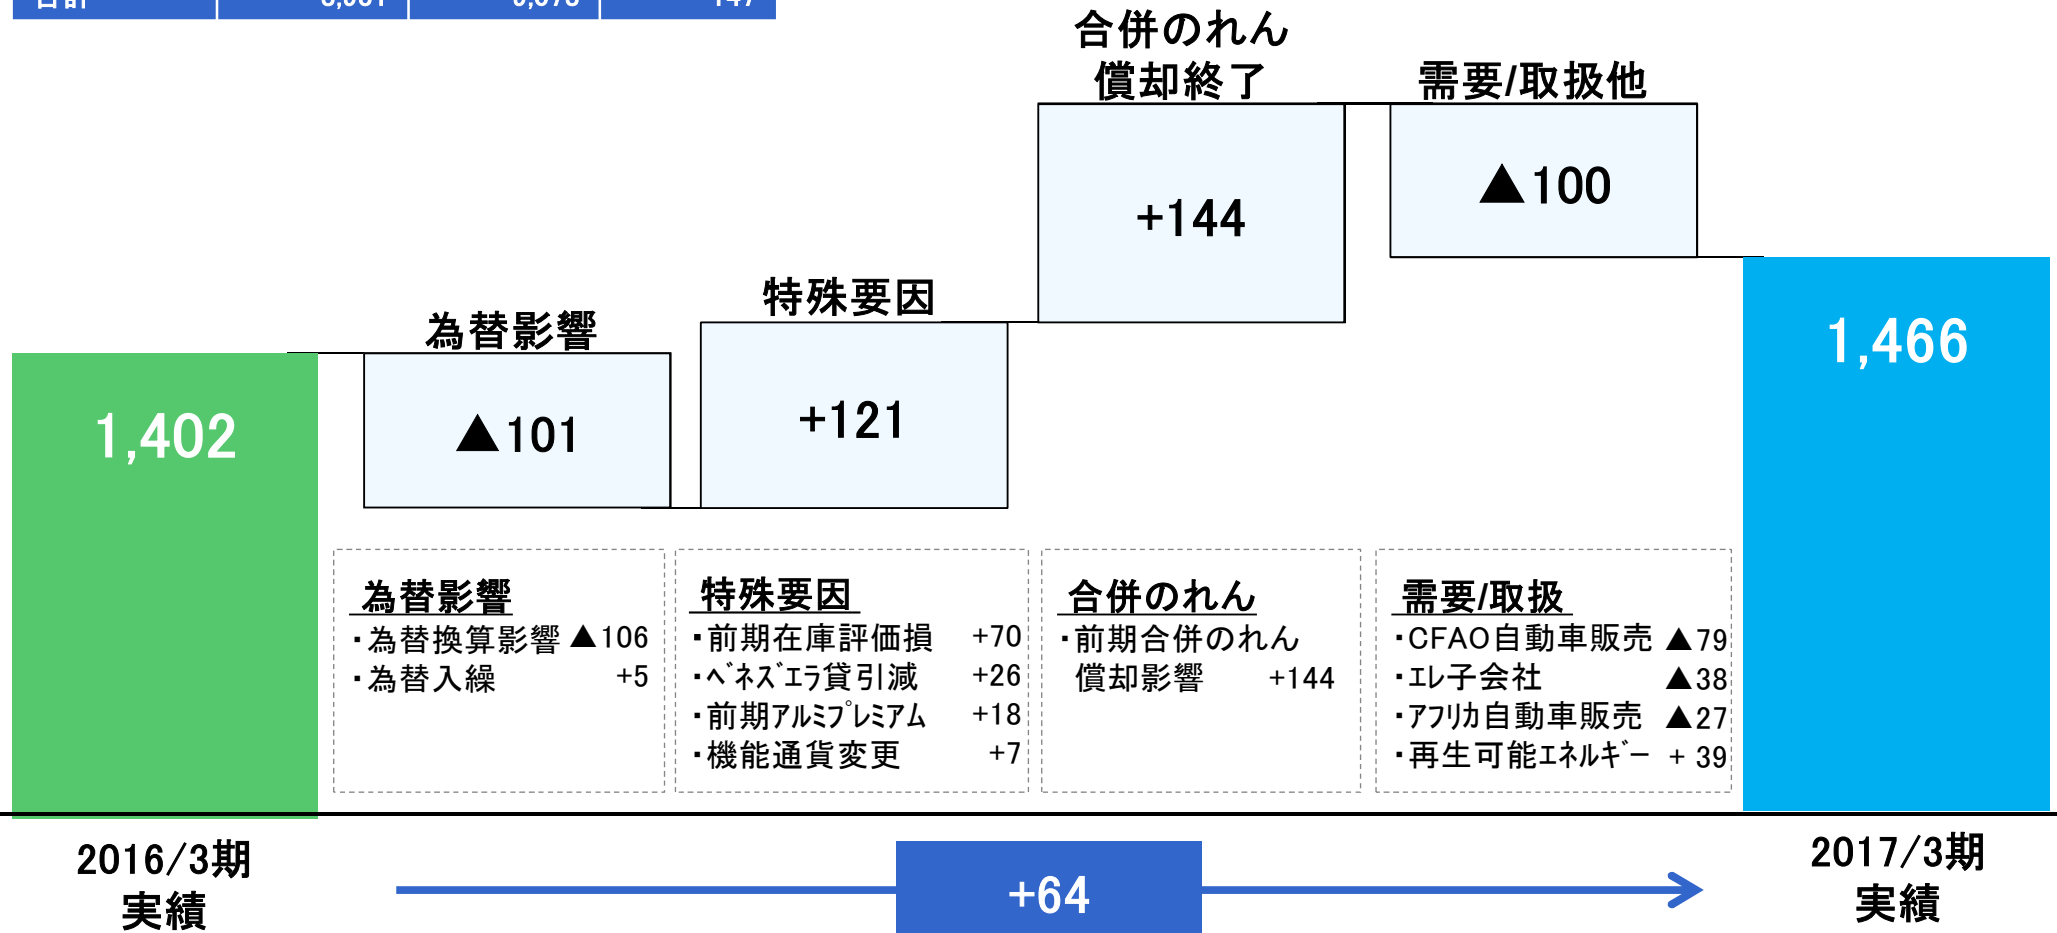 合計
合併のれん
償却終了
需要/取扱他
▲100
+144
特殊要因
為替影響
+121
▲101
1,402
1,466
為替影響
・為替換算影響 ▲106
・為替入繰 +5
特殊要因
・前期在庫評価損 +70
・ﾍﾞﾈｽﾞｴﾗ貸引減 +26
・前期ｱﾙﾐﾌﾟﾚﾐｱﾑ +18
・機能通貨変更 +7
合併のれん
・前期合併のれん
償却影響 +144
需要/取扱
・CFAO自動車販売 ▲79
・ｴﾚ子会社 ▲38
・ｱﾌﾘｶ自動車販売 ▲27
・再生可能ｴﾈﾙｷﾞｰ + 39
2016/3期
実績
+64
2017/3期
実績